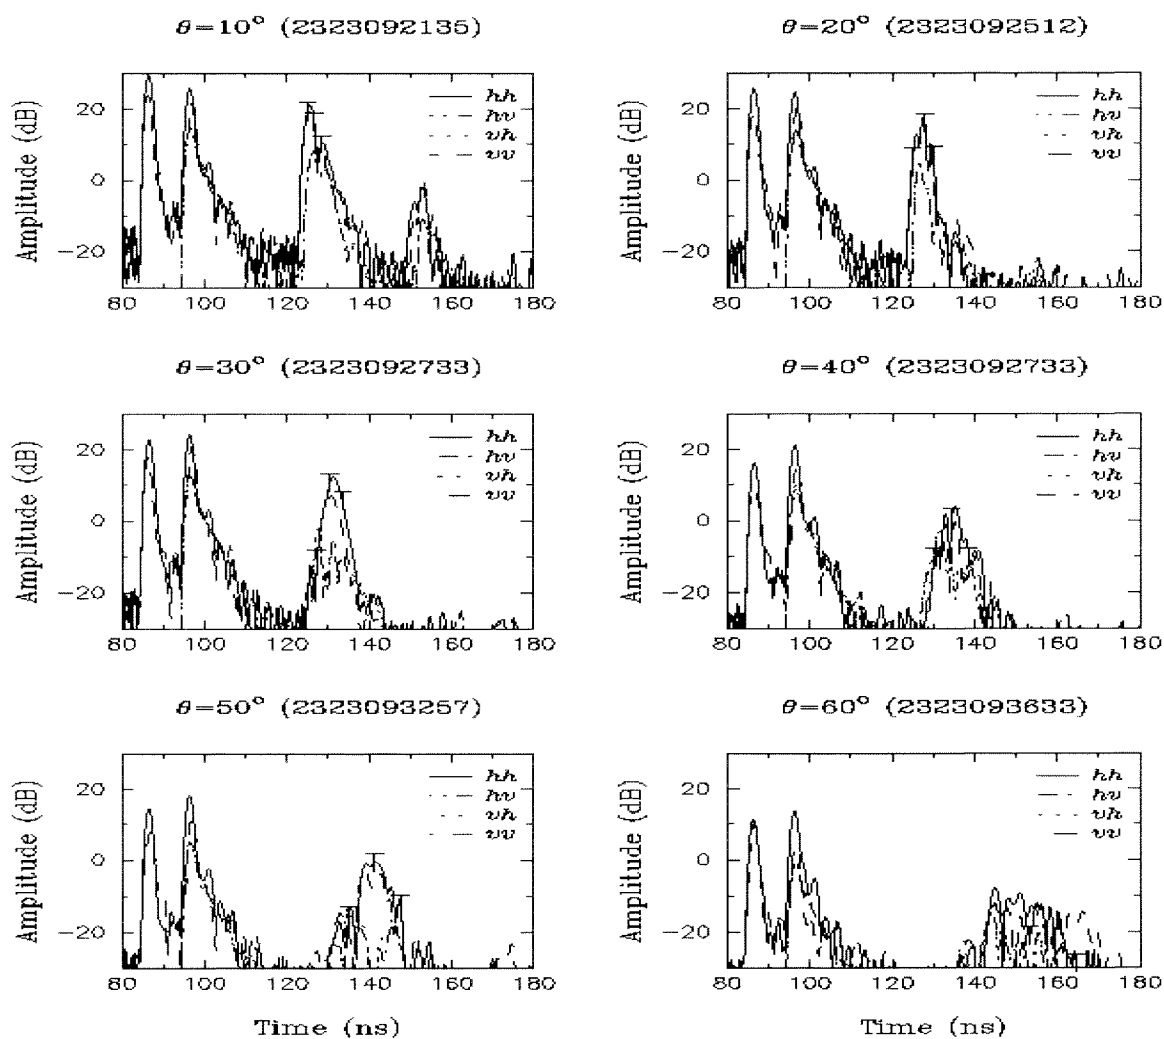 θ=10° (2323092135)
θ=20° (2323092512)
Amplitude (dB)
20
0
−20
hh
hv
vh
vv
80 100 120 140 160 180
Amplitude (dB)
20
0
−20
hh
hv
vh
vv
80 100 120 140 160 180
θ=30° (2323092733)
θ=40° (2323092733)
Amplitude (dB)
20
0
−20
hh
hv
vh
vv
80 100 120 140 160 180
Amplitude (dB)
20
0
−20
hh
hv
vh
vv
80 100 120 140 160 180
θ=50° (2323093257)
θ=60° (2323093633)
Amplitude (dB)
20
0
−20
hh
hv
vh
vv
80 100 120 140 160 180
Time (ns)
Amplitude (dB)
20
0
−20
hh
hv
vh
vv
80 100 120 140 160 180
Time (ns)